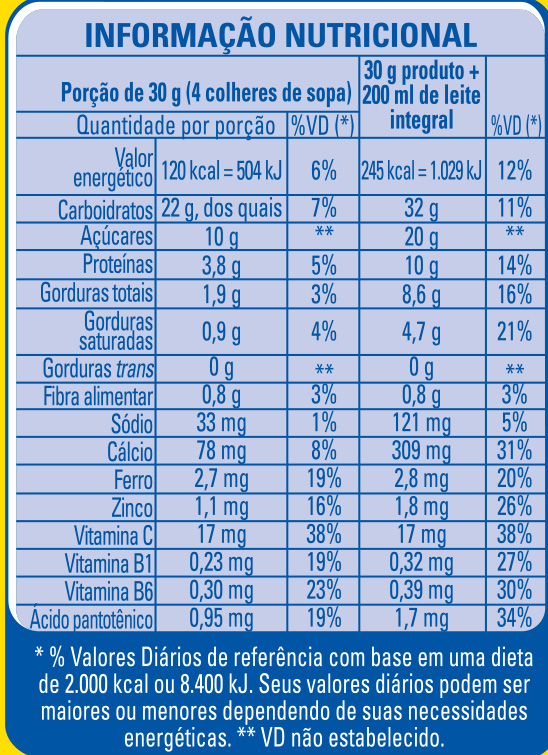 INFORMAÇÃO NUTRICIONAL
Porção de 30 g (4 colheres de sopa) 30 g produto + 200 ml de leite integral %VD (*)
Quantidade por porção %VD (*)
Valor energético 120 kcal = 504 kJ 6% 245 kcal = 1.029 kJ 12%
Carboidratos 22 g, dos quais 7% 32 g 11%
Açúcares 10 g ** 20 g **
Proteínas 3,8 g 5% 10 g 14%
Gorduras totais 1,9 g 3% 8,6 g 16%
Gorduras saturadas 0,9 g 4% 4,7 g 21%
Gorduras trans 0 g ** 0 g **
Fibra alimentar 0,8 g 3% 0,8 g 3%
Sódio 33 mg 1% 121 mg 5%
Cálcio 78 mg 8% 309 mg 31%
Ferro 2,7 mg 19% 2,8 mg 20%
Zinco 1,1 mg 16% 1,8 mg 26%
Vitamina C 17 mg 38% 17 mg 38%
Vitamina B1 0,23 mg 19% 0,32 mg 27%
Vitamina B6 0,30 mg 23% 0,39 mg 30%
Ácido pantotênico 0,95 mg 19% 1,7 mg 34%
* % Valores Diários de referência com base em uma dieta
de 2.000 kcal ou 8.400 kJ. Seus valores diários podem ser
maiores ou menores dependendo de suas necessidades
energéticas. ** VD não estabelecido.